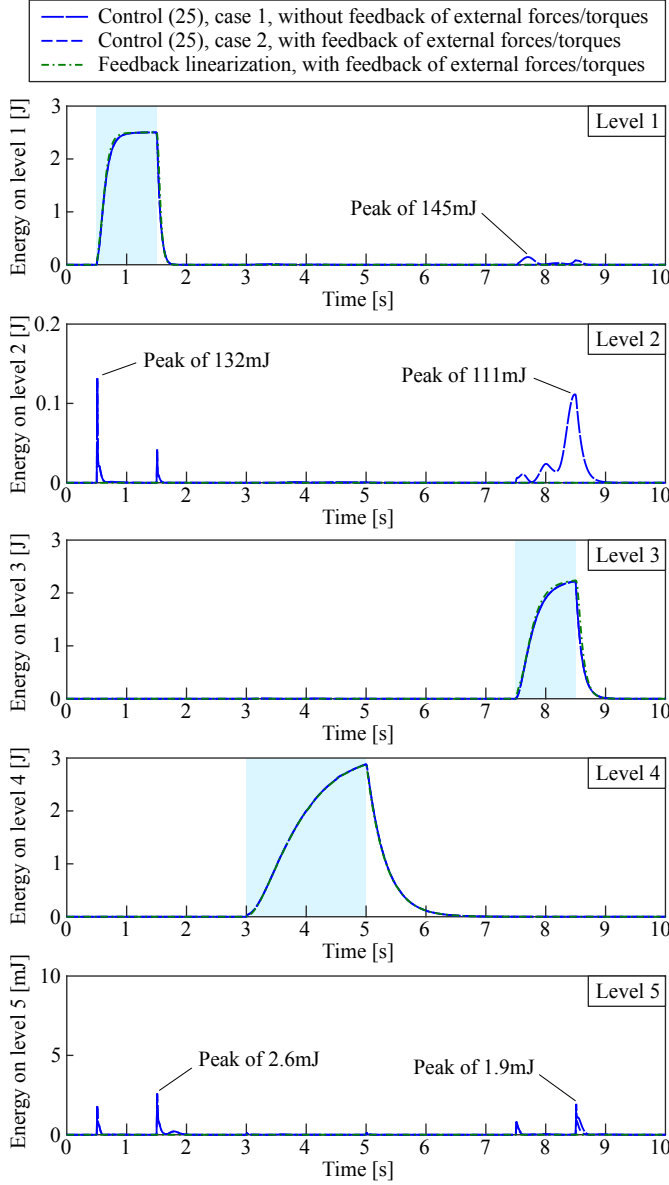 Control (25), case 1, without feedback of external forces/torques
Control (25), case 2, with feedback of external forces/torques
Feedback linearization, with feedback of external forces/torques
Energy on level 1 [J]
3
2
1
0
Level 1
Peak of 145mJ
0 1 2 3 4 5 6 7 8 9 10
Time [s]
Energy on level 2 [J]
0.2
0.1
0
Level 2
Peak of 132mJ
Peak of 111mJ
0 1 2 3 4 5 6 7 8 9 10
Time [s]
Energy on level 3 [J]
3
2
1
0
Level 3
0 1 2 3 4 5 6 7 8 9 10
Time [s]
Energy on level 4 [J]
3
2
1
0
Level 4
0 1 2 3 4 5 6 7 8 9 10
Time [s]
Energy on level 5 [mJ]
10
5
0
Level 5
Peak of 2.6mJ
Peak of 1.9mJ
0 1 2 3 4 5 6 7 8 9 10
Time [s]